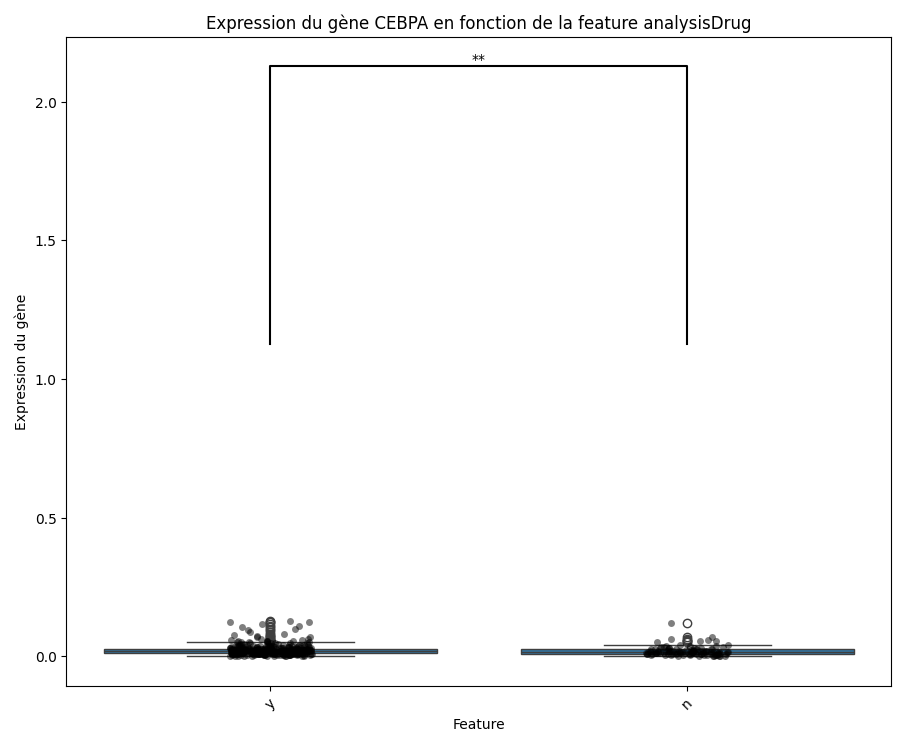 Expression du gène CEBPA en fonction de la feature analysisDrug
**
2.0
1.5
1.0
0.5
0.0
Expression du gène
y
n
Feature